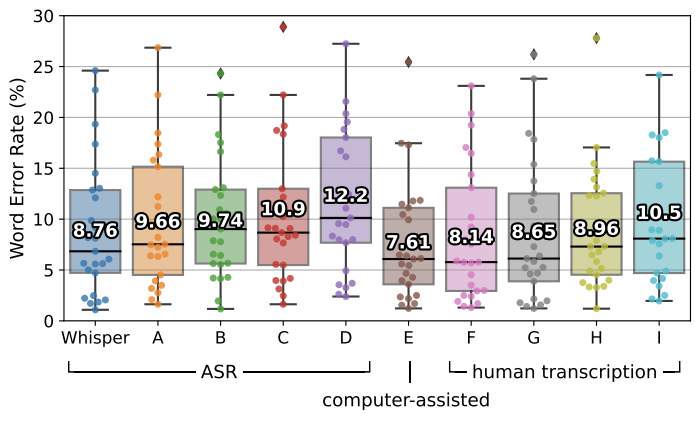 30
25
20
15
10
5
0
Word Error Rate (%)
8.76 9.66 9.74 10.9 12.2 7.61 8.14 8.65 8.96 10.5
Whisper A B C D E F G H I
ASR human transcription
computer-assisted